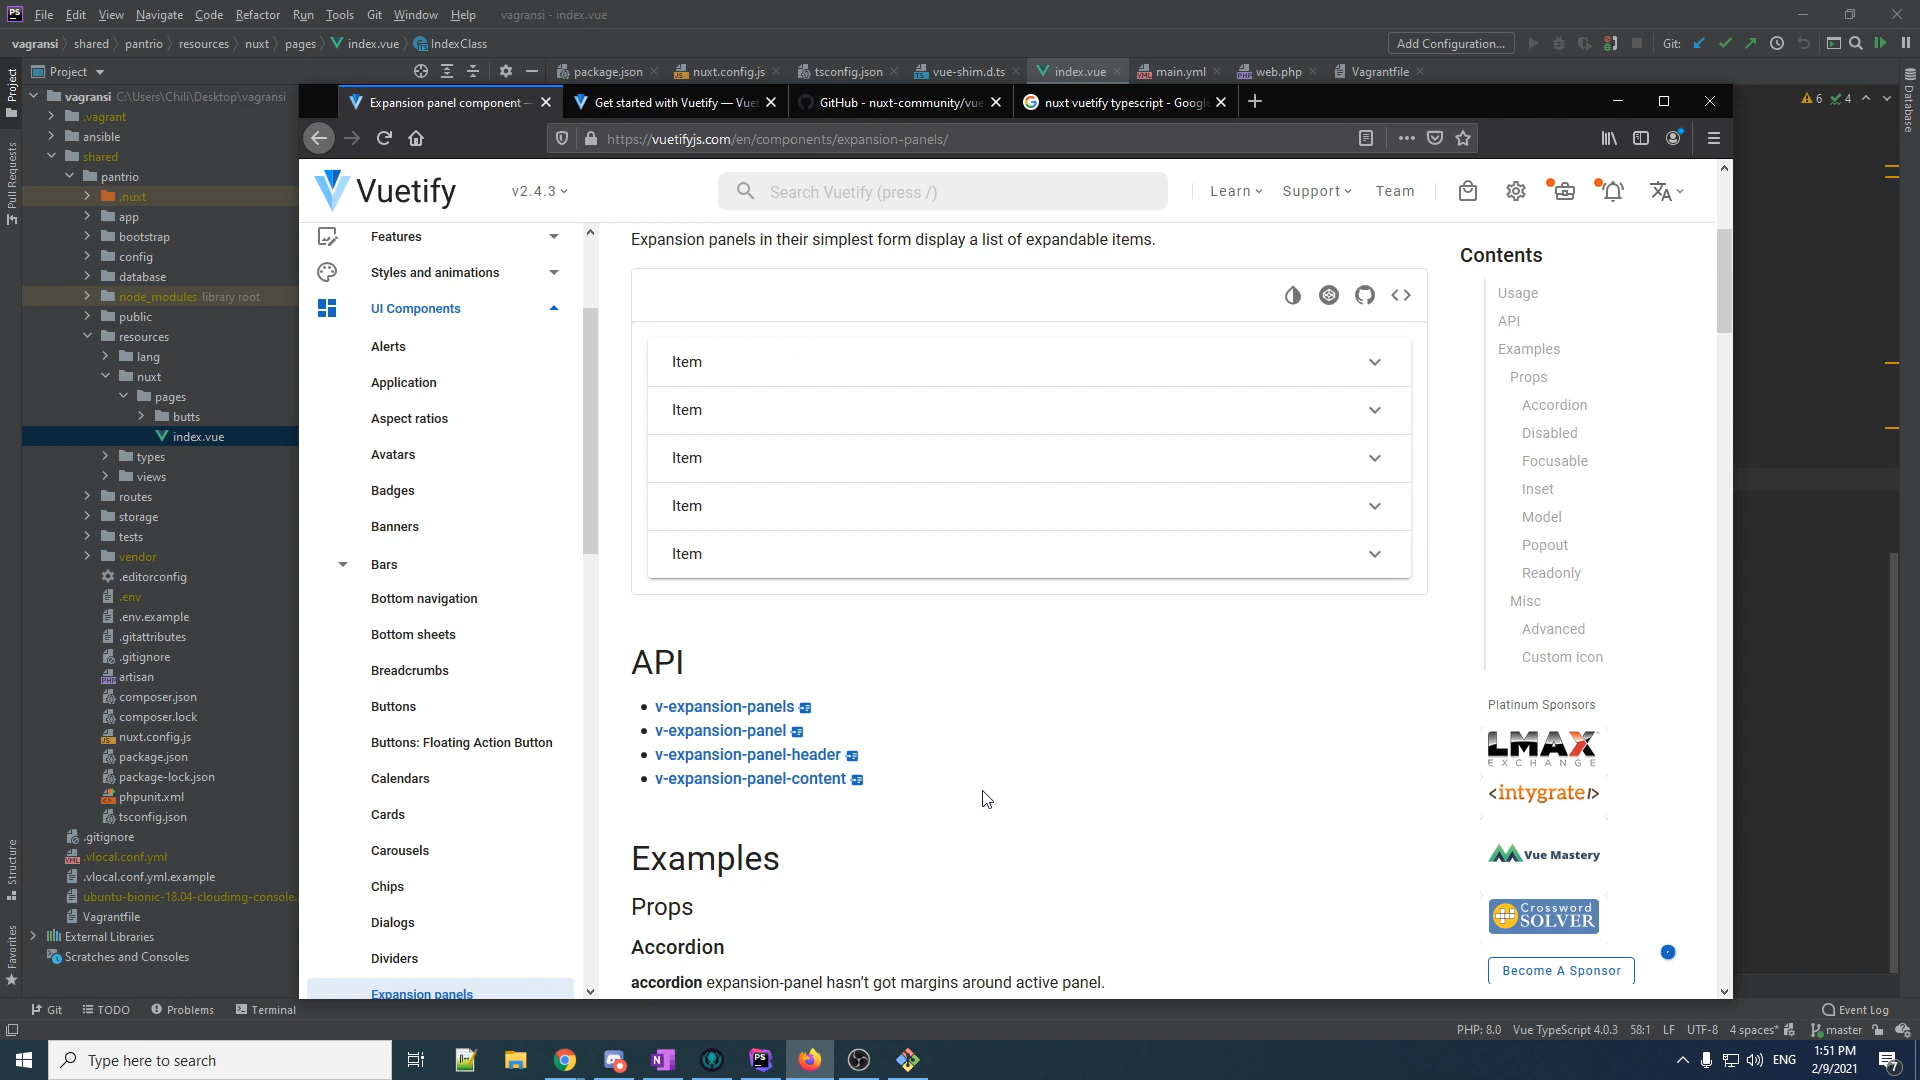 PS File Edit View Navigate Code Refactor Run Tools Git Window Help vagransi - index.vue
vagransi shared pantrio resources nuxt pages index.vue IndexClass Add Configuration... Git:
Project package.json nuxt.config.js tsconfig.json vue-shim.d.ts index.vue main.yml web.php Vagrantfile
Project
Pull Requests
Structure
Favorites
Database
6 4
vagransi C:\Users\Chili\Desktop\vagransi
.vagrant
ansible
shared
pantrio
.nuxt
app
bootstrap
config
database
node_modules library root
public
resources
lang
nuxt
pages
butts
index.vue
types
views
routes
storage
tests
vendor
.editorconfig
.env
.env.example
.gitattributes
.gitignore
artisan
composer.json
composer.lock
nuxt.config.js
package.json
package-lock.json
phpunit.xml
tsconfig.json
.gitignore
.vlocal.conf.yml
.vlocal.conf.yml.example
ubuntu-bionic-18.04-cloudimg-console.
Vagrantfile
External Libraries
Scratches and Consoles
Expansion panel component — Get started with Vuetify — Vuet GitHub - nuxt-community/vue nuxt vuetify typescript - Google
https://vuetifyjs.com/en/components/expansion-panels/
Vuetify v2.4.3 Search Vuetify (press /) Learn Support Team
Features
Styles and animations
UI Components
Alerts
Application
Aspect ratios
Avatars
Badges
Banners
Bars
Bottom navigation
Bottom sheets
Breadcrumbs
Buttons
Buttons: Floating Action Button
Calendars
Cards
Carousels
Chips
Dialogs
Dividers
Expansion panels
Expansion panels in their simplest form display a list of expandable items.
Item
Item
Item
Item
Item
API
v-expansion-panels
v-expansion-panel
v-expansion-panel-header
v-expansion-panel-content
Examples
Props
Accordion
accordion expansion-panel hasn't got margins around active panel.
Contents
Usage
API
Examples
Props
Accordion
Disabled
Focusable
Inset
Model
Popout
Readonly
Misc
Advanced
Custom icon
Platinum Sponsors
LMAX
EXCHANGE
<intygrate/>
Vue Mastery
Crossword
SOLVER
Become A Sponsor
Git TODO Problems Terminal Event Log
PHP: 8.0 Vue TypeScript 4.0.3 58:1 LF UTF-8 4 spaces* master
Type here to search
ENG
1:51 PM
2/9/2021
7